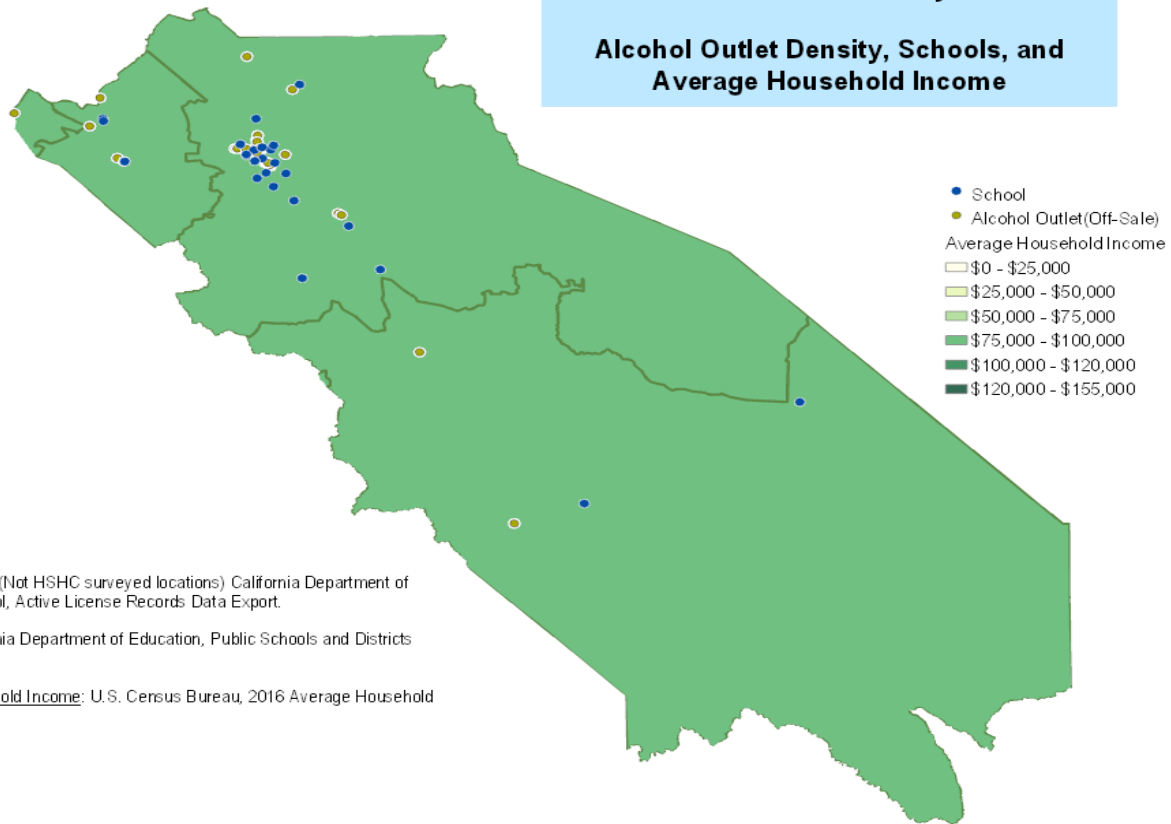 Alcohol Outlet Density, Schools, and
Average Household Income
School
Alcohol Outlet(Off-Sale)
Average Household Income
$0 - $25,000
$25,000 - $50,000
$50,000 - $75,000
$75,000 - $100,000
$100,000 - $120,000
$120,000 - $155,000
(Not HSHC surveyed locations) California Department of
Active License Records Data Export.
Department of Education, Public Schools and Districts
Income: U.S. Census Bureau, 2016 Average Household